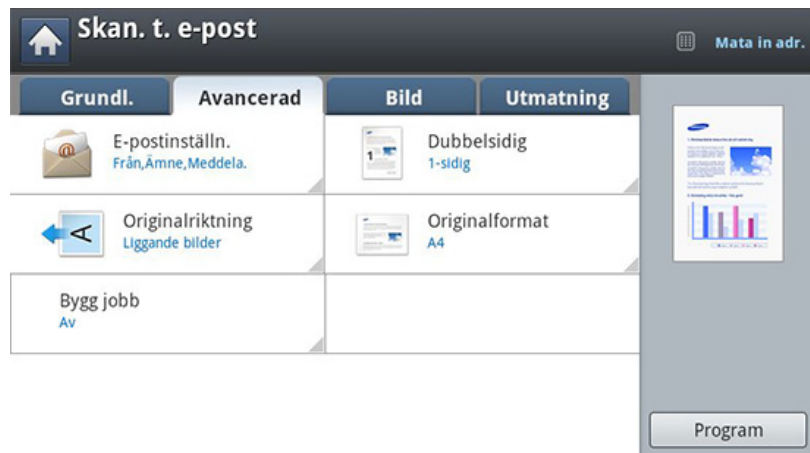 Skan. t. e-post
Mata in adr.
Grundl.
Avancerad
Bild
Utmatning
E-postinställn.
Från,Ämne,Meddela.
Dubbelsidig
1-sidig
Originalriktning
Liggande bilder
Originalformat
A4
Bygg jobb
Av
Program